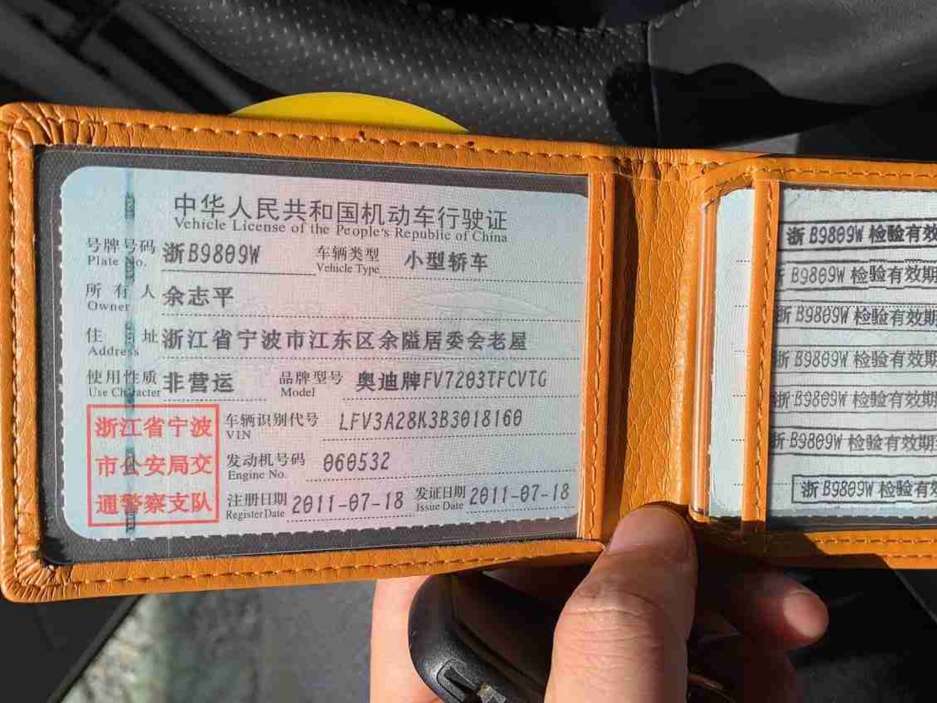 中华人民共和国机动车行驶证
Vehicle License of the People's Republic of China
号牌号码 浙B9809W 车辆类型 小型轿车
Plate No. Vehicle Type
所有人 余志平
Owner
住址 浙江省宁波市江东区余隘居委会老屋
Address
使用性质 非营运 品牌型号 奥迪牌FV7203TFCVTG
Use Character Model
浙江省宁波
市公安局交
通警察支队
车辆识别代号 LFV3A28K3B3018160
VIN
发动机号码 060532
Engine No.
注册日期 2011-07-18 发证日期 2011-07-18
Register Date Issue Date
浙B9809W检验有效
B9809W检验有效期
浙B9809W检验有效期
浙B9809W检验有效期
浙B9809W检验有效期
浙B9809W检验有效期
浙B9809W检验有效